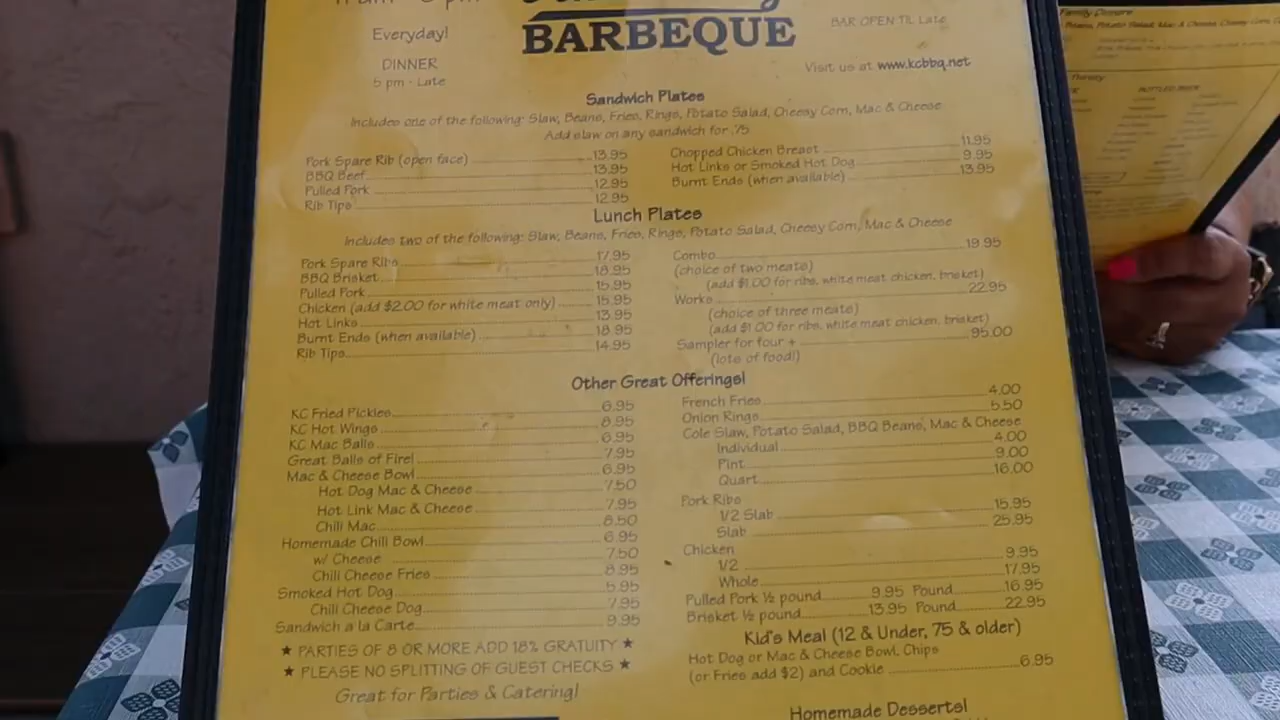 Everyday!
DINNER
5 pm - Late
BARBEQUE
BAR OPEN TIL Late
Visit us at www.kcbbq.net
Sandwich Plates
Includes one of the following: Slaw, Beans, Fries, Rings, Potato Salad, Cheesy Corn, Mac & Cheese
Add slaw on any sandwich for .75
Pork Spare Rib (open face) 13.95
BBQ Beef 13.95
Pulled Pork 12.95
Rib Tips 12.95
Chopped Chicken Breast 11.95
Hot Links or Smoked Hot Dog 9.95
Burnt Ends (when available) 13.95
Lunch Plates
Includes two of the following: Slaw, Beans, Fries, Rings, Potato Salad, Cheesy Corn, Mac & Cheese
Pork Spare Ribs 17.95
BBQ Brisket 18.95
Pulled Pork 15.95
Chicken (add $2.00 for white meat only) 15.95
Hot Links 13.95
Burnt Ends (when available) 18.95
Rib Tips 14.95
Combo 19.95
(choice of two meats)
(add $1.00 for ribs, white meat chicken, brisket)
Works 22.95
(choice of three meats)
(add $1.00 for ribs, white meat chicken, brisket)
Sampler for four + 95.00
(lots of food!)
Other Great Offerings!
KC Fried Pickles 6.95
KC Hot Wings 8.95
KC Mac Balls 6.95
Great Balls of Fire! 7.95
Mac & Cheese Bowl 6.95
Hot Dog Mac & Cheese 7.50
Hot Link Mac & Cheese 7.95
Chili Mac 8.50
Homemade Chili Bowl 6.95
w/ Cheese 7.50
Chili Cheese Fries 8.95
Smoked Hot Dog 5.95
Chili Cheese Dog 7.95
Sandwich a la Carte 9.95
★ PARTIES OF 8 OR MORE ADD 18% GRATUITY ★
★ PLEASE NO SPLITTING OF GUEST CHECKS ★
Great for Parties & Catering!
French Fries 4.00
Onion Rings 5.50
Cole Slaw, Potato Salad, BBQ Beans, Mac & Cheese
Individual 4.00
Pint 9.00
Quart 16.00
Pork Ribs
1/2 Slab 15.95
Slab 25.95
Chicken
1/2 9.95
Whole 17.95
Pulled Pork ½ pound 9.95 Pound 16.95
Brisket ½ pound 13.95 Pound 22.95
Kid's Meal (12 & Under, 75 & older)
Hot Dog or Mac & Cheese Bowl, Chips
(or Fries add $2) and Cookie 6.95
Homemade Desserts!
Family Dinners
BOTTLED BEER